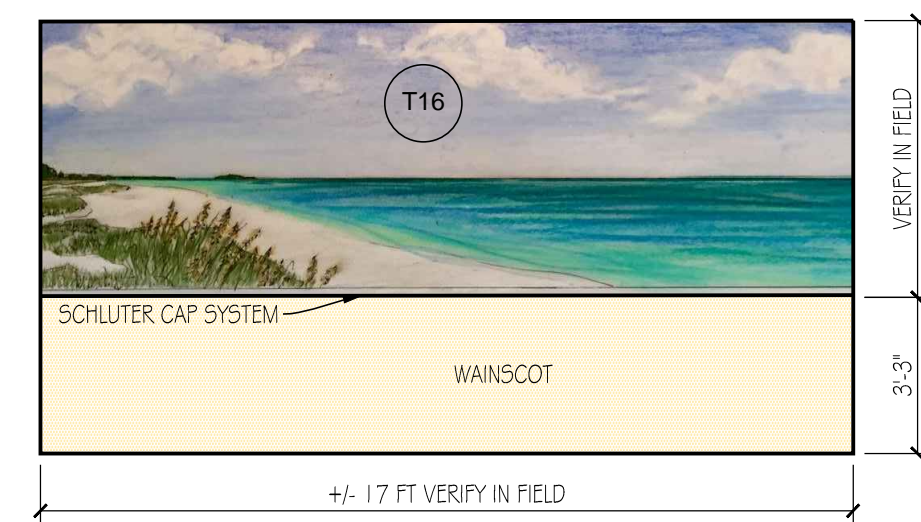 T16
VERIFY IN FIELD
SCHLUTER CAP SYSTEM
WAINSCOT
3'-3"
+/- 17 FT VERIFY IN FIELD